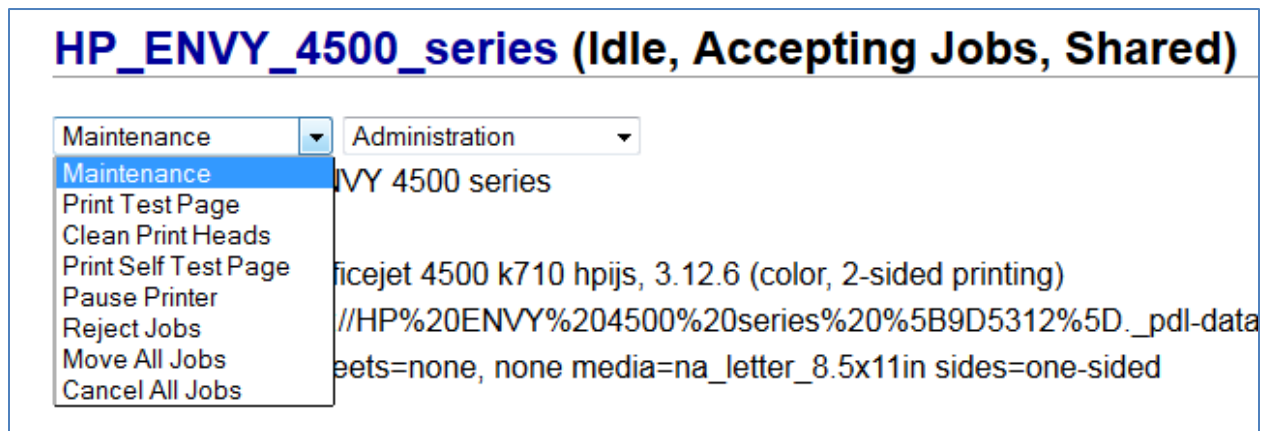 HP_ENVY_4500_series (Idle, Accepting Jobs, Shared)
Maintenance Administration
Maintenance
NVY 4500 series
Print Test Page
Clean Print Heads
Print Self Test Page
ficejet 4500 k710 hpijs, 3.12.6 (color, 2-sided printing)
Pause Printer
Reject Jobs
://HP%20ENVY%204500%20series%20%5B9D5312%5D._pdl-data
Move All Jobs
eets=none, none media=na_letter_8.5x11in sides=one-sided
Cancel All Jobs